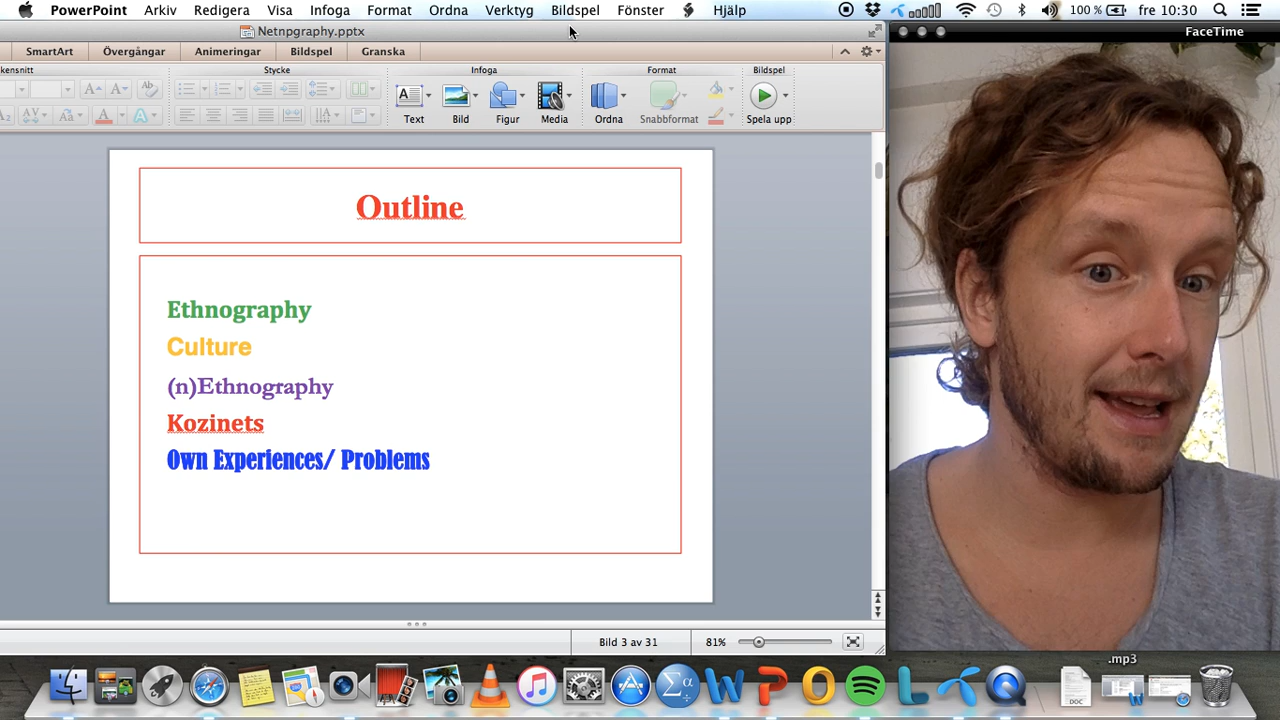 PowerPoint Arkiv Redigera Visa Infoga Format Ordna Verktyg Bildspel Fönster Hjälp 100 % fre 10:30
Netnpgraphy.pptx
FaceTime
SmartArt Övergångar Animeringar Bildspel Granska
kensnitt Stycke Infoga Format Bildspel
Text Bild Figur Media Ordna Snabbformat Spela upp
Outline
Ethnography
Culture
(n)Ethnography
Kozinets
Own Experiences/ Problems
Bild 3 av 31 81%
.mp3
DOC